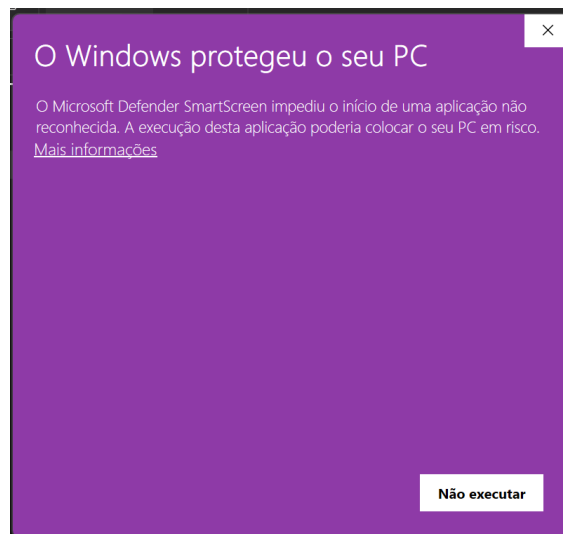 O Windows protegeu o seu PC
O Microsoft Defender SmartScreen impediu o início de uma aplicação não
reconhecida. A execução desta aplicação poderia colocar o seu PC em risco.
Mais informações
Não executar